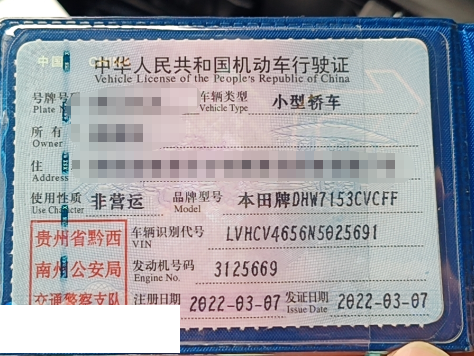 中华人民共和国机动车行驶证
Vehicle License of the People's Republic of China
号牌号码 车辆类型 小型轿车
Plate Vehicle Type
所有
Owner
住
Address
使用性质 非营运 品牌型号 本田牌DHW7153CVCFF
Use Character Model
贵州省黔西 车辆识别代号 LVHCV4656N5025691
VIN
南州公安局 发动机号码 3125669
Engine No.
交通警察支队 注册日期 2022-03-07 发证日期 2022-03-07
Issue Date